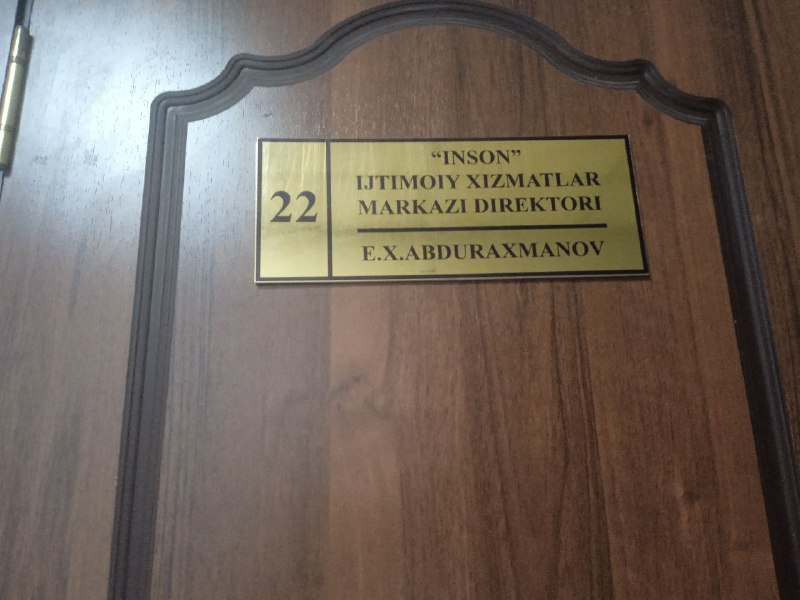 22
“INSON”
IJTIMOIY XIZMATLAR
MARKAZI DIREKTORI
E.X.ABDURAXMANOV